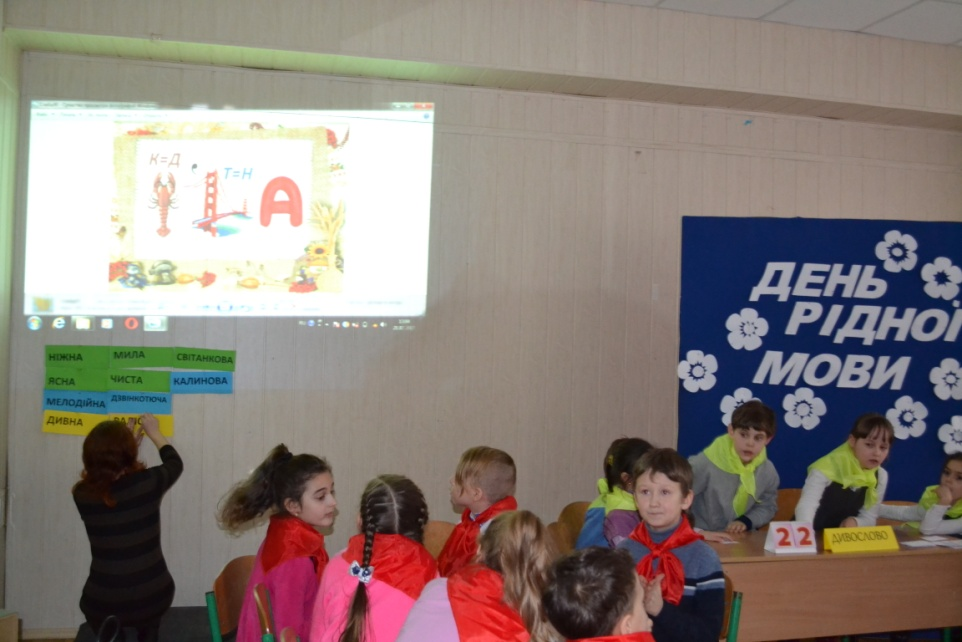 К=Д
Т=Н
А
НІЖНА МИЛА СВІТАНКОВА
ЯСНА ЧИСТА КАЛИНОВА
МЕЛОДІЙНА ДЗВІНКОТЮЧА
ДИВНА
ДЕНЬ
РІДНОЇ
МОВИ
22 ДИВОСЛОВО